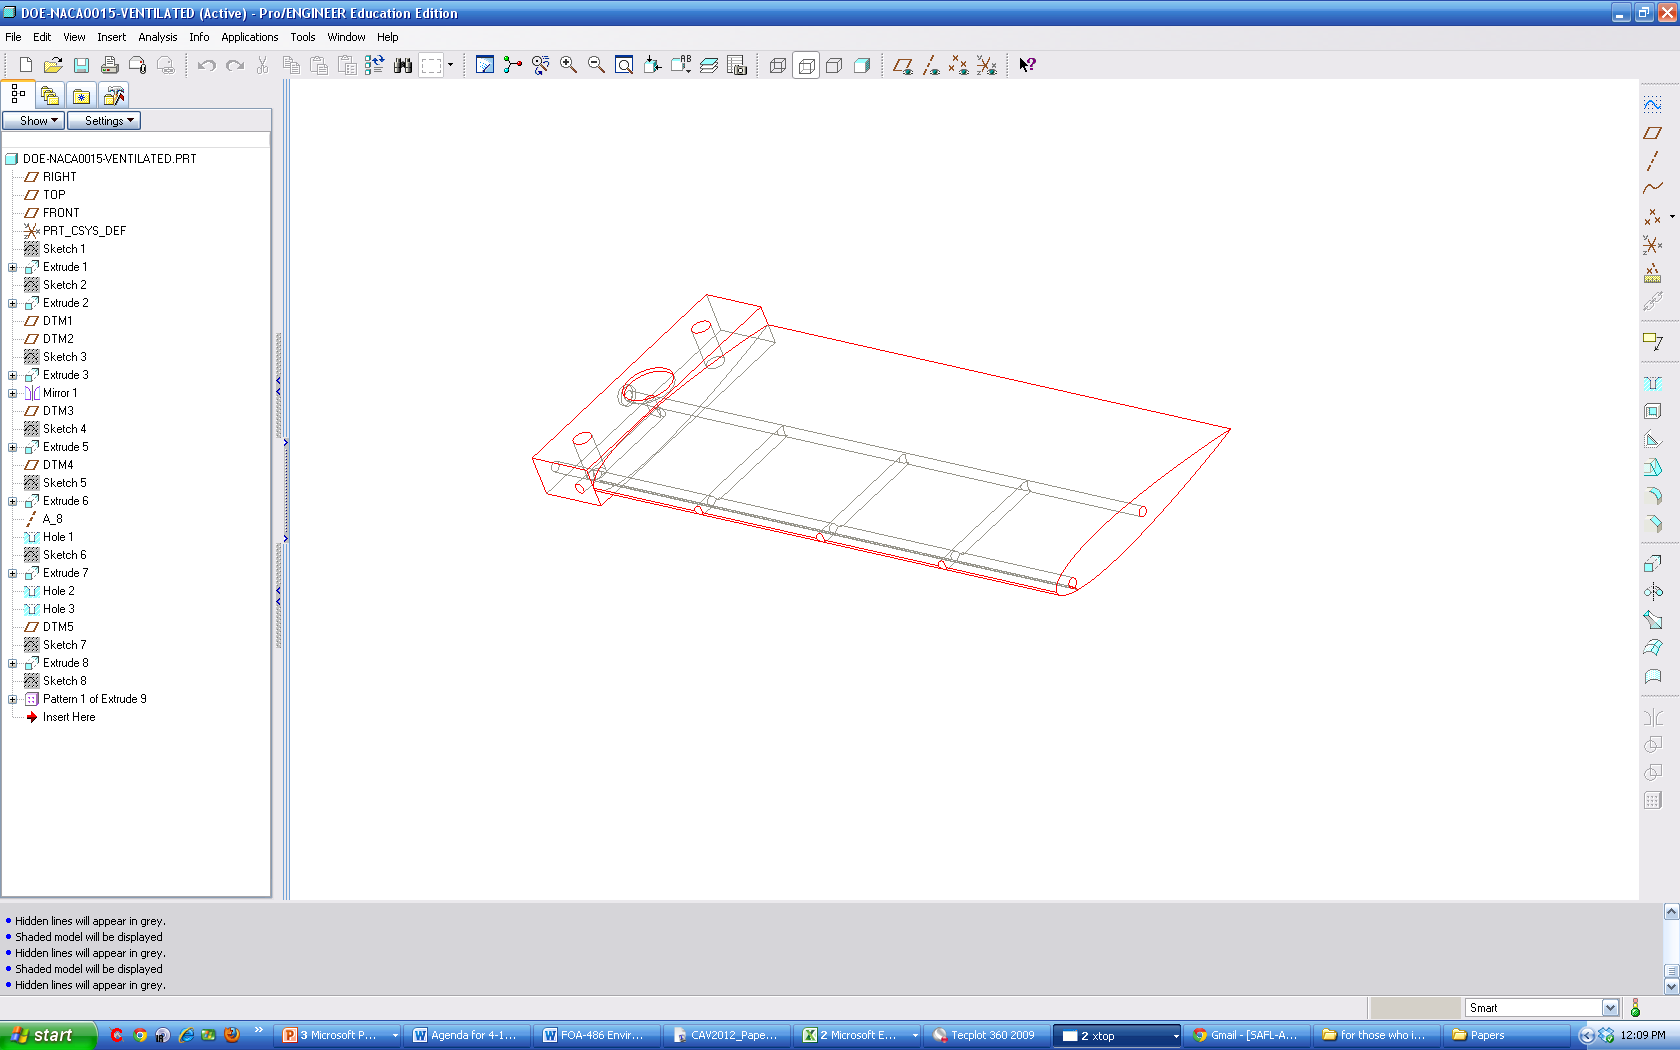 DOE-NACA0015-VENTILATED (Active) - Pro/ENGINEER Education Edition
File Edit View Insert Analysis Info Applications Tools Window Help
Show Settings
DOE-NACA0015-VENTILATED.PRT
RIGHT
TOP
FRONT
PRT_CSYS_DEF
Sketch 1
Extrude 1
Sketch 2
Extrude 2
DTM1
DTM2
Sketch 3
Extrude 3
Mirror 1
DTM3
Sketch 4
Extrude 5
DTM4
Sketch 5
Extrude 6
A_8
Hole 1
Sketch 6
Extrude 7
Hole 2
Hole 3
DTM5
Sketch 7
Extrude 8
Sketch 8
Pattern 1 of Extrude 9
Insert Here
Hidden lines will appear in grey.
Shaded model will be displayed
Hidden lines will appear in grey.
Shaded model will be displayed
Hidden lines will appear in grey.
Smart
start 3 Microsoft P... Agenda for 4-1... FOA-486 Envir... CAV2012_Pape... 2 Microsoft E... Tecplot 360 2009 2 xtop Gmail - [SAFL-A... for those who i... Papers 12:09 PM